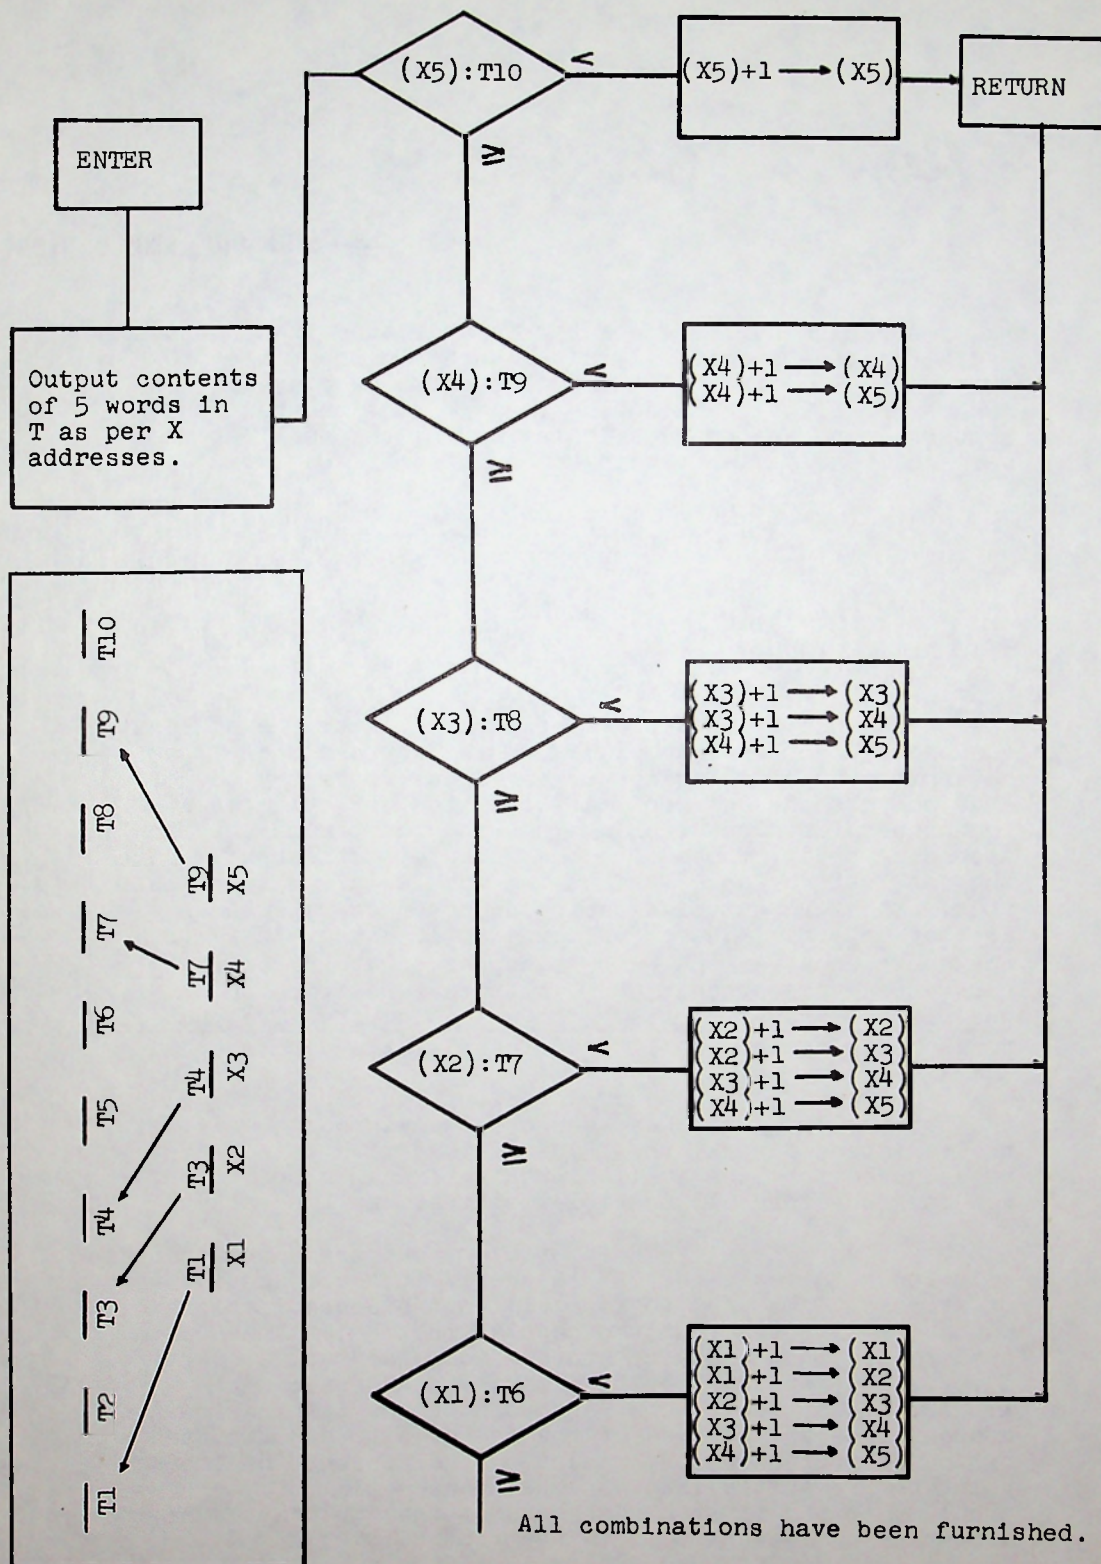 ENTER
Output contents
of 5 words in
T as per X
addresses.
(X5):T10
<
(X5)+1 → (X5)
RETURN
≥
(X4):T9
<
(X4)+1 → (X4)
(X4)+1 → (X5)
≥
(X3):T8
<
(X3)+1 → (X3)
(X3)+1 → (X4)
(X4)+1 → (X5)
≥
(X2):T7
<
(X2)+1 → (X2)
(X2)+1 → (X3)
(X3)+1 → (X4)
(X4)+1 → (X5)
≥
(X1):T6
<
(X1)+1 → (X1)
(X1)+1 → (X2)
(X2)+1 → (X3)
(X3)+1 → (X4)
(X4)+1 → (X5)
≥
All combinations have been furnished.
T1 T2 T3 T4 T5 T6 T7 T8 T9 T10
T1 T3 T4 T7 T9
X1 X2 X3 X4 X5